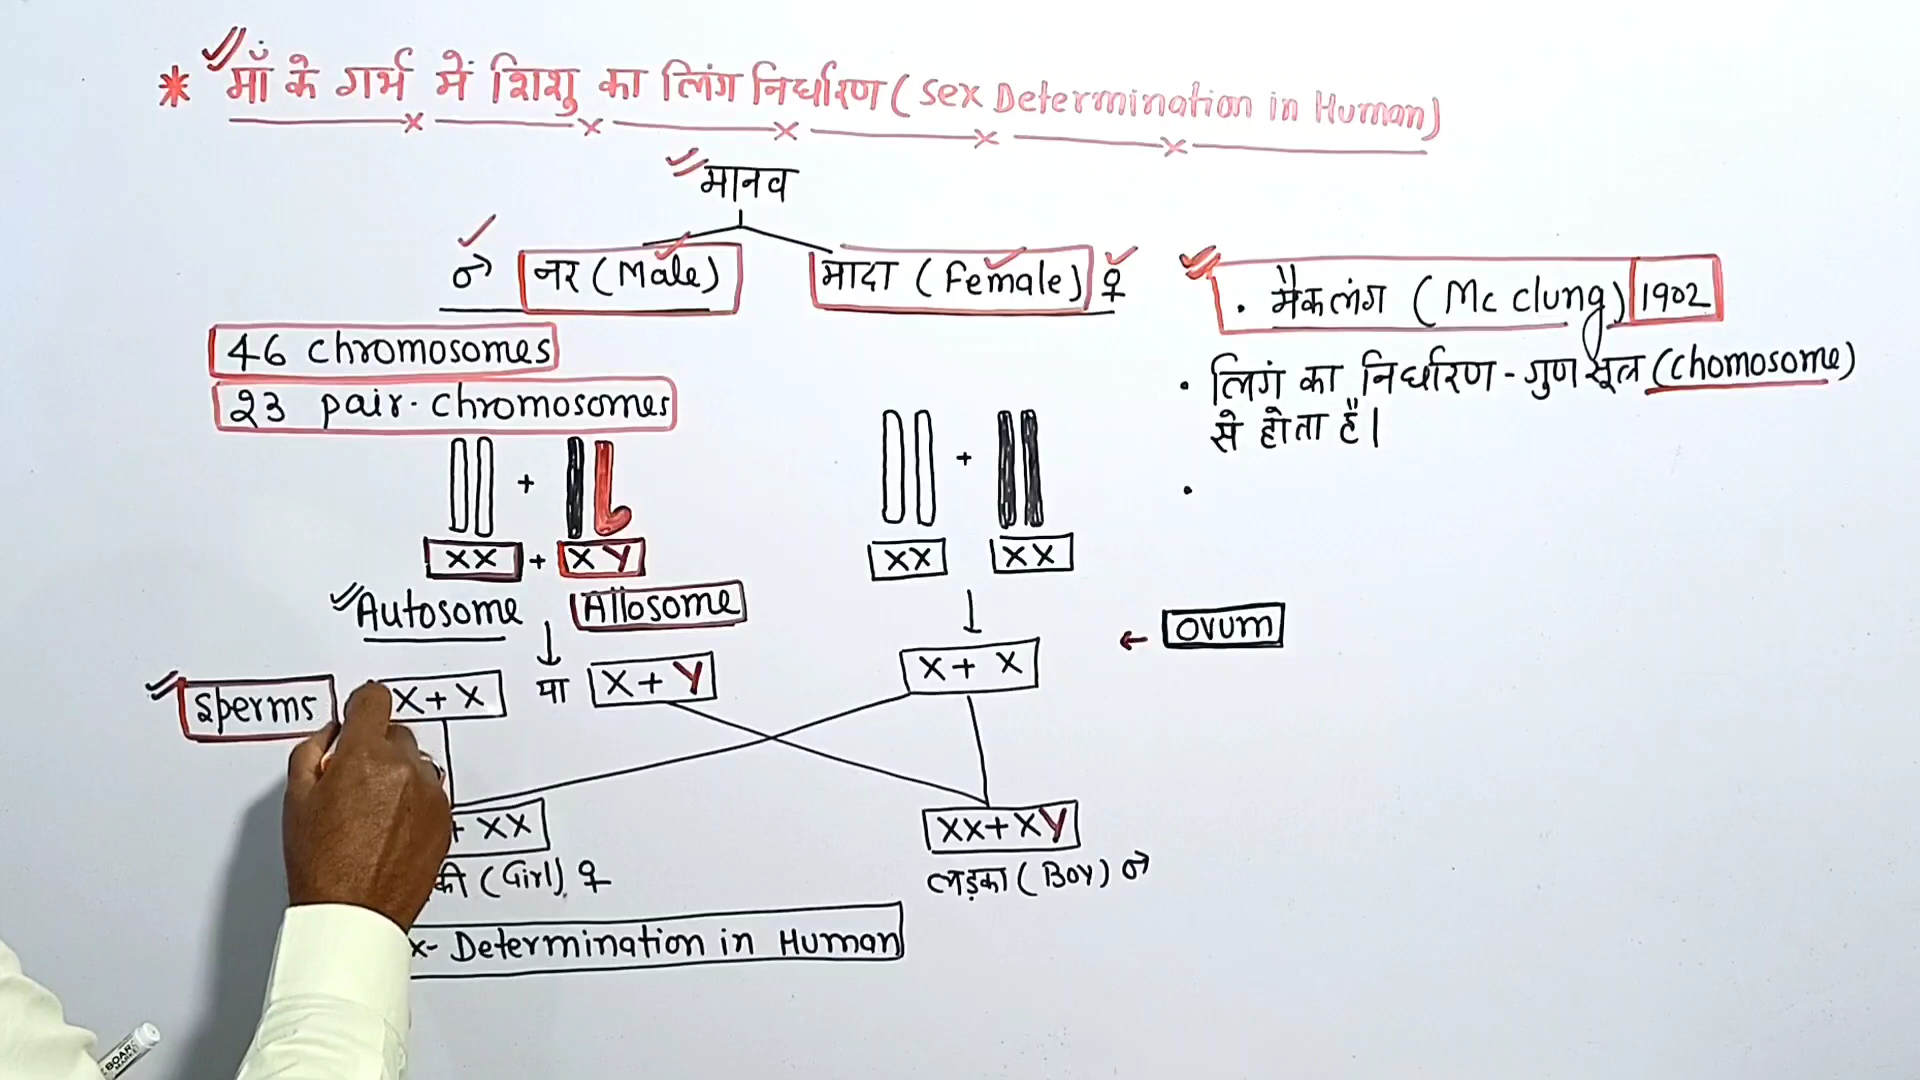 * माँ के गर्भ में शिशु का लिंग निर्धारण (Sex Determination in Human)
मानव
♂ नर (Male) मादा (Female) ♀
• मैकलंग (Mc clung) 1902
46 chromosomes
23 pair. chromosomes
• लिगं का निर्धारण - गुणसूत्र (chomosome)
से होता है।
+ +
XX + XY XX XX
Autosome Allosome
ovum
Sperms X + X या X + Y X + X
+ XX XX + XY
की (Girl) ♀ लड़का (Boy) ♂
x- Determination in Human
BOAR
MARKE